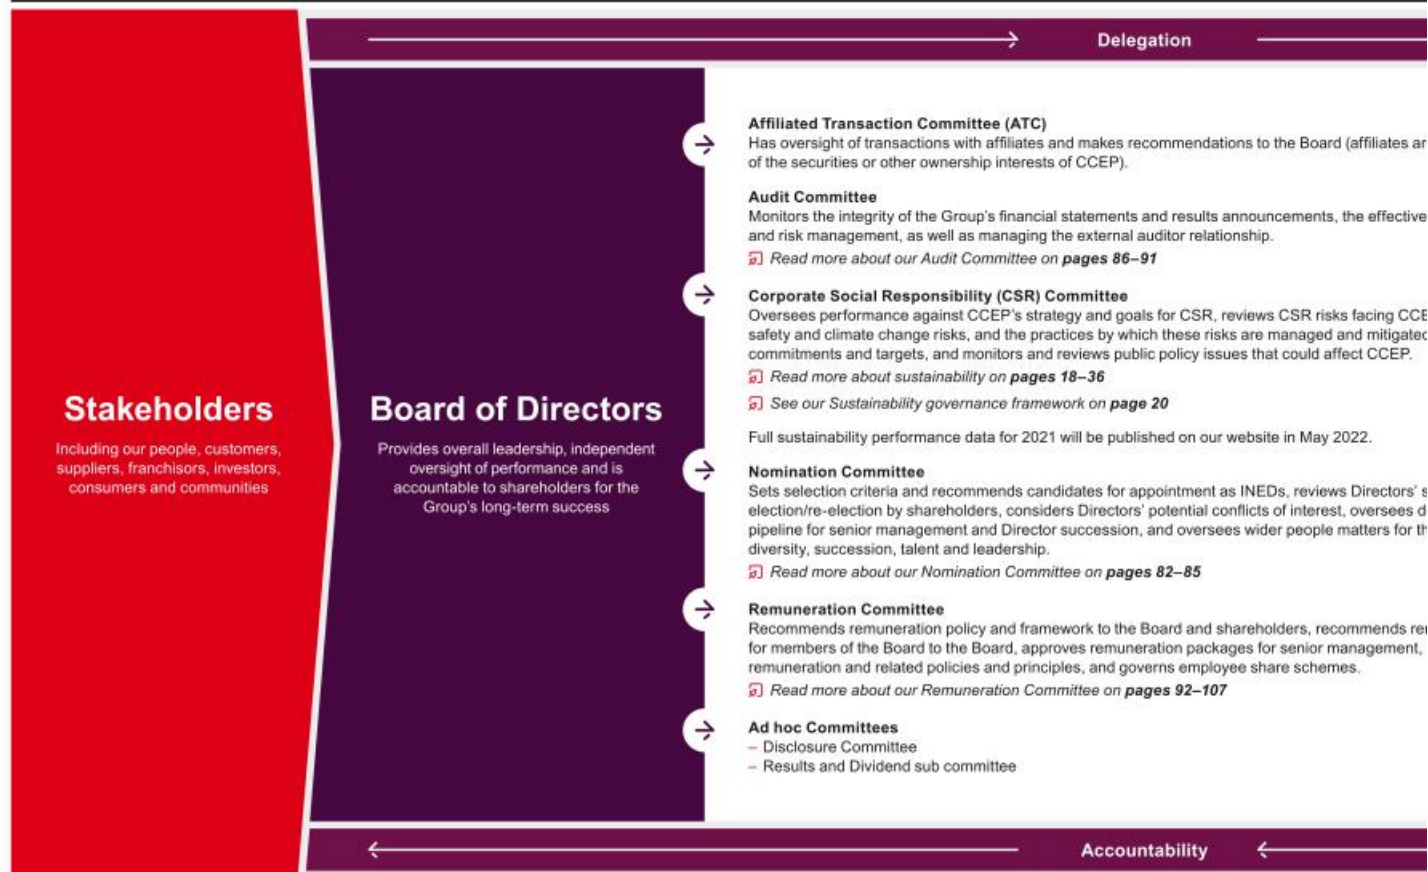 Delegation
Stakeholders
Including our people, customers,
suppliers, franchisors, investors,
consumers and communities
Board of Directors
Provides overall leadership, independent
oversight of performance and is
accountable to shareholders for the
Group's long-term success
Affiliated Transaction Committee (ATC)
Has oversight of transactions with affiliates and makes recommendations to the Board (affiliates ar
of the securities or other ownership interests of CCEP).
Audit Committee
Monitors the integrity of the Group's financial statements and results announcements, the effective
and risk management, as well as managing the external auditor relationship.
Read more about our Audit Committee on pages 86–91
Corporate Social Responsibility (CSR) Committee
Oversees performance against CCEP's strategy and goals for CSR, reviews CSR risks facing CCE
safety and climate change risks, and the practices by which these risks are managed and mitigated
commitments and targets, and monitors and reviews public policy issues that could affect CCEP.
Read more about sustainability on pages 18–36
See our Sustainability governance framework on page 20
Full sustainability performance data for 2021 will be published on our website in May 2022.
Nomination Committee
Sets selection criteria and recommends candidates for appointment as INEDs, reviews Directors' s
election/re-election by shareholders, considers Directors' potential conflicts of interest, oversees d
pipeline for senior management and Director succession, and oversees wider people matters for th
diversity, succession, talent and leadership.
Read more about our Nomination Committee on pages 82–85
Remuneration Committee
Recommends remuneration policy and framework to the Board and shareholders, recommends rer
for members of the Board to the Board, approves remuneration packages for senior management,
remuneration and related policies and principles, and governs employee share schemes.
Read more about our Remuneration Committee on pages 92–107
Ad hoc Committees
– Disclosure Committee
– Results and Dividend sub committee
Accountability